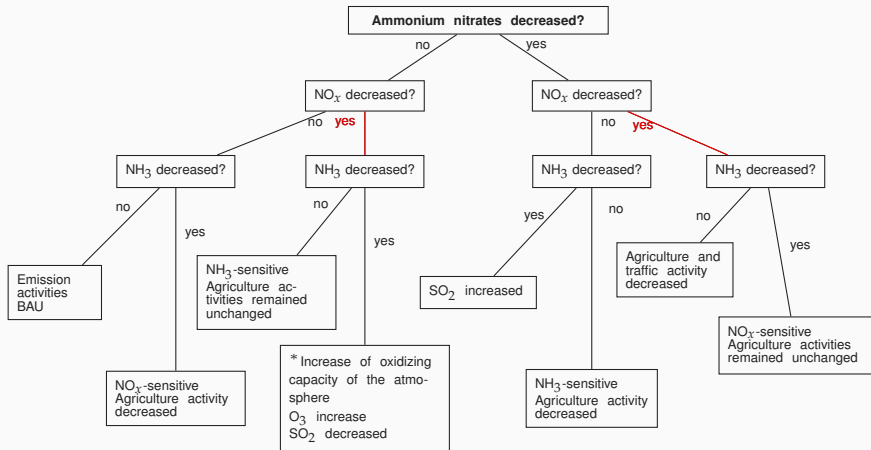 Ammonium nitrates decreased?
no
yes
NOx decreased?
NOx decreased?
no
yes
no
yes
NH3 decreased?
NH3 decreased?
NH3 decreased?
NH3 decreased?
no
yes
no
yes
yes
no
no
yes
Emission
activities
BAU
NH3-sensitive
Agriculture ac-
tivities remained
unchanged
SO2 increased
Agriculture and
traffic activity
decreased
NOx-sensitive
Agriculture activities
remained unchanged
NOx-sensitive
Agriculture activity
decreased
* Increase of oxidizing
capacity of the atmo-
sphere
O3 increase
SO2 decreased
NH3-sensitive
Agriculture activity
decreased